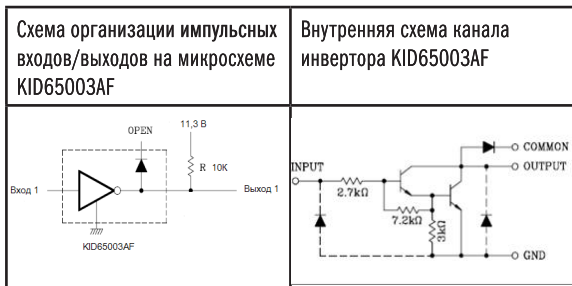 Схема организации импульсных
входов/выходов на микросхеме
KID65003AF
Внутренняя схема канала
инвертора KID65003AF
OPEN
11,3 В
R 10K
Вход 1
Выход 1
KID65003AF
COMMON
OUTPUT
INPUT
2.7kΩ
7.2kΩ
3kΩ
GND